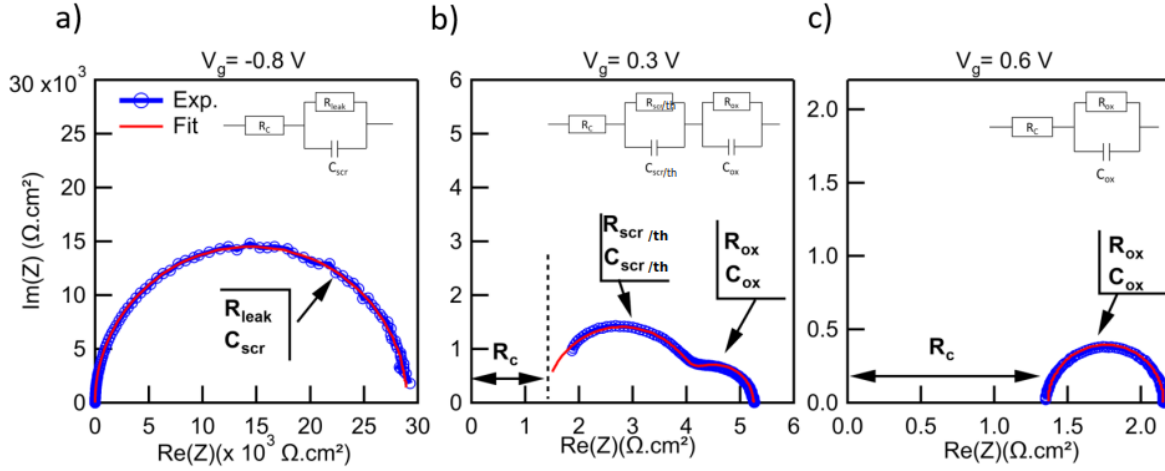 a)
V_g= -0.8 V
30 x10³
25
20
15
10
5
0
Im(Z) (Ω.cm²)
Exp.
Fit
R_C
R_leak
C_scr
R_leak
C_scr
0 5 10 15 20 25 30
Re(Z)(x 10³ Ω.cm²)
b)
V_g= 0.3 V
6
5
4
3
2
1
0
R_C
R_scr/th
C_scr/th
R_ox
C_ox
R_scr /th
C_scr/th
R_ox
C_ox
R_c
0 1 2 3 4 5 6
Re(Z)(Ω.cm²)
c)
V_g= 0.6 V
2.0
1.5
1.0
0.5
0.0
R_C
R_ox
C_ox
R_ox
C_ox
R_c
0.0 0.5 1.0 1.5 2.0
Re(Z)(Ω.cm²)